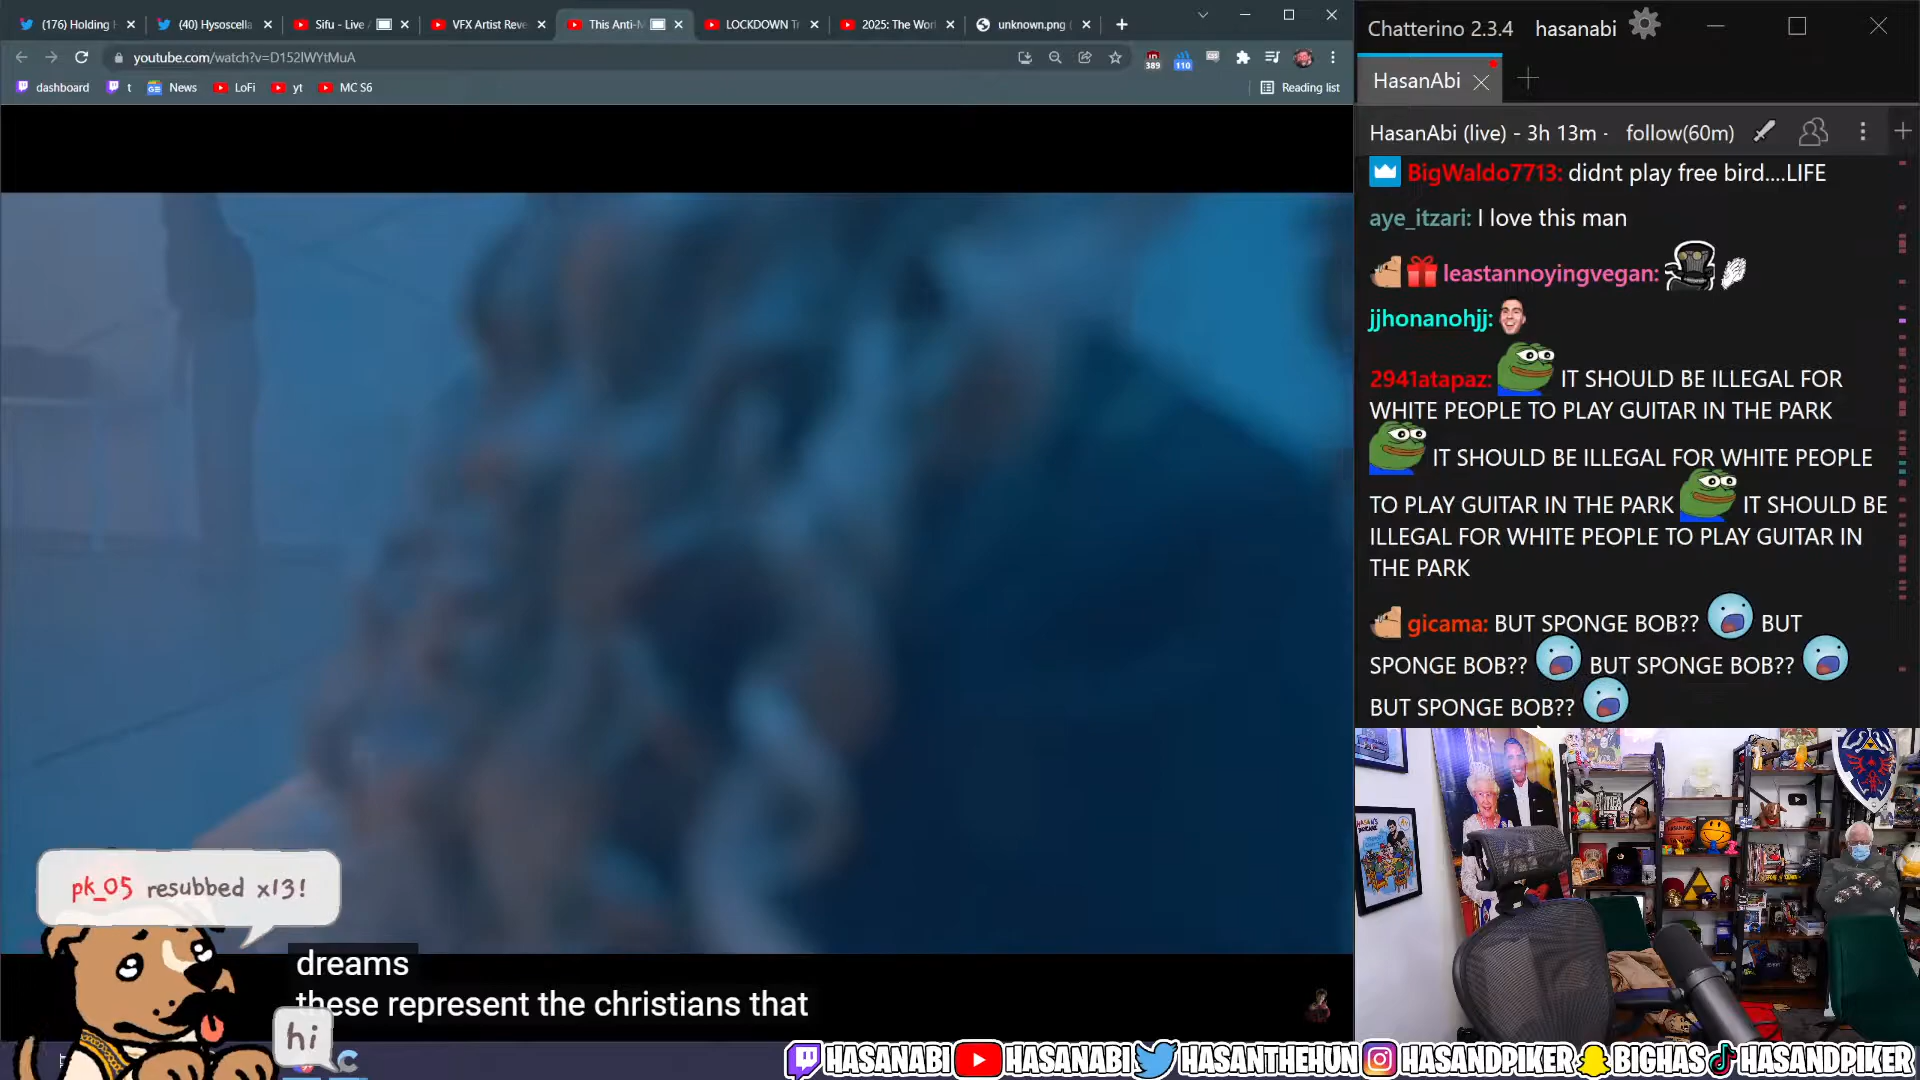 (176) Holding
(40) Hysoscella
Sifu - Live
VFX Artist Reve
This Anti-
LOCKDOWN T
2025: The Wor
unknown.png (
youtube.com/watch?v=D152lWYtMuA
389
110
dashboard
t
News
LoFi
yt
MC S6
Reading list
Chatterino 2.3.4
hasanabi
HasanAbi
HasanAbi (live) - 3h 13m -
follow(60m)
BigWaldo7713: didnt play free bird....LIFE
aye_itzari: I love this man
leastannoyingvegan:
jjhonanohjj:
2941atapaz: IT SHOULD BE ILLEGAL FOR
WHITE PEOPLE TO PLAY GUITAR IN THE PARK
IT SHOULD BE ILLEGAL FOR WHITE PEOPLE
TO PLAY GUITAR IN THE PARK IT SHOULD BE
ILLEGAL FOR WHITE PEOPLE TO PLAY GUITAR IN
THE PARK
gicama: BUT SPONGE BOB?? BUT
SPONGE BOB?? BUT SPONGE BOB??
BUT SPONGE BOB??
pk_05 resubbed x13!
hi
dreams
these represent the christians that
HASANABI
HASANABI
HASANTHEHUN
HASANDPIKER
BIGHAS
HASANDPIKER